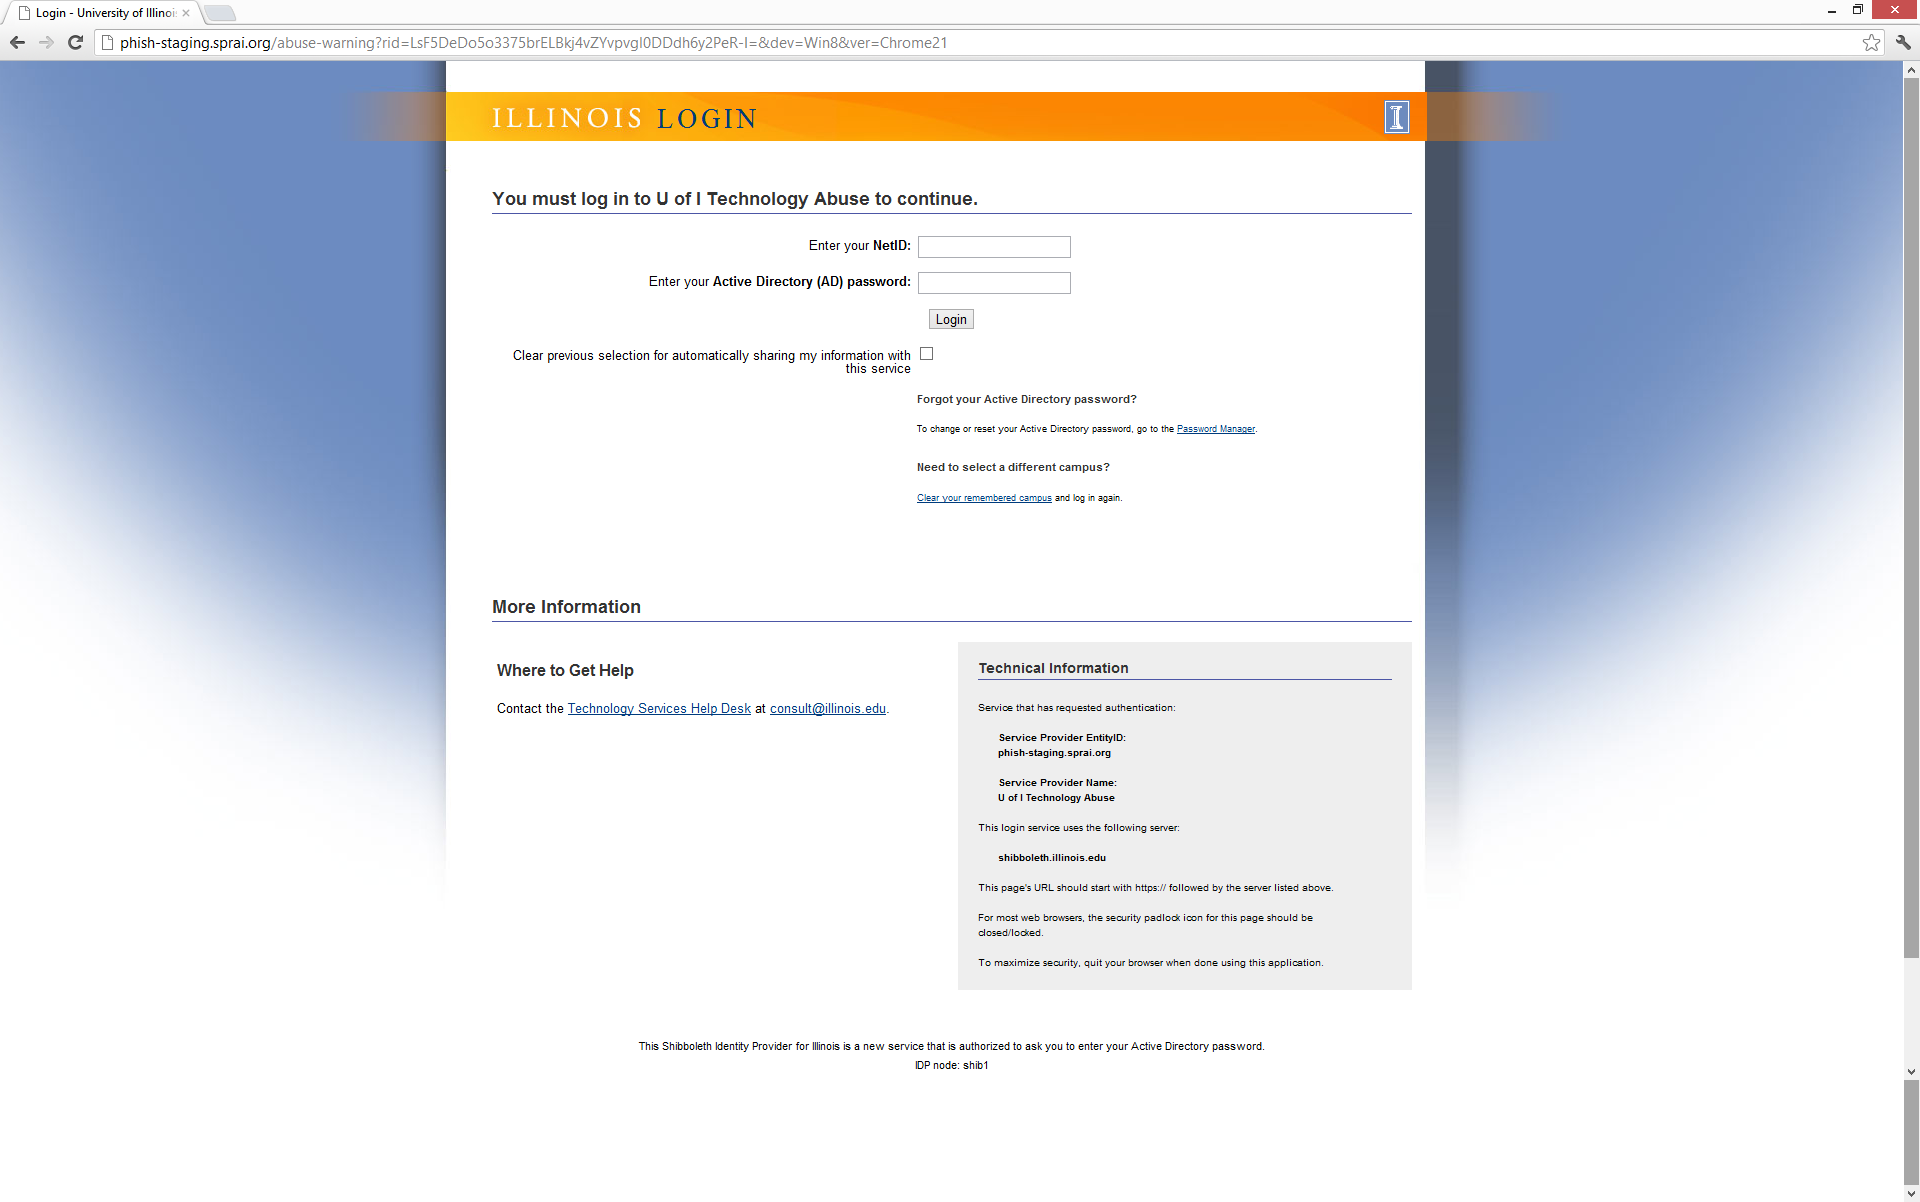 Login - University of Illinoi
phish-staging.sprai.org/abuse-warning?rid=LsF5DeDo5o3375brELBkj4vZYvpvgI0DDdh6y2PeR-I=&dev=Win8&ver=Chrome21
ILLINOIS LOGIN
I
You must log in to U of I Technology Abuse to continue.
Enter your NetID:
Enter your Active Directory (AD) password:
Login
Clear previous selection for automatically sharing my information with
this service
Forgot your Active Directory password?
To change or reset your Active Directory password, go to the Password Manager.
Need to select a different campus?
Clear your remembered campus and log in again.
More Information
Where to Get Help
Contact the Technology Services Help Desk at consult@illinois.edu.
Technical Information
Service that has requested authentication:
Service Provider EntityID:
phish-staging.sprai.org
Service Provider Name:
U of I Technology Abuse
This login service uses the following server:
shibboleth.illinois.edu
This page's URL should start with https:// followed by the server listed above.
For most web browsers, the security padlock icon for this page should be
closed/locked.
To maximize security, quit your browser when done using this application.
This Shibboleth Identity Provider for Illinois is a new service that is authorized to ask you to enter your Active Directory password.
IDP node: shib1